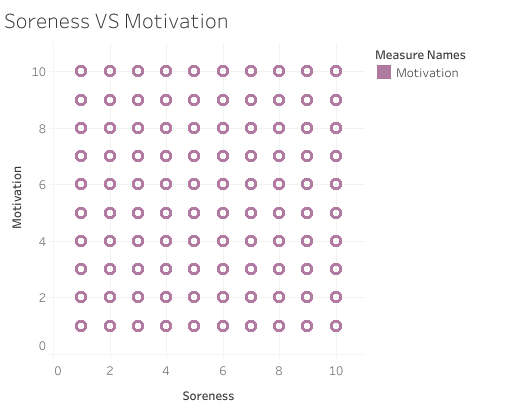 Soreness VS Motivation
Measure Names
Motivation
Motivation
10
8
6
4
2
0
0 2 4 6 8 10
Soreness